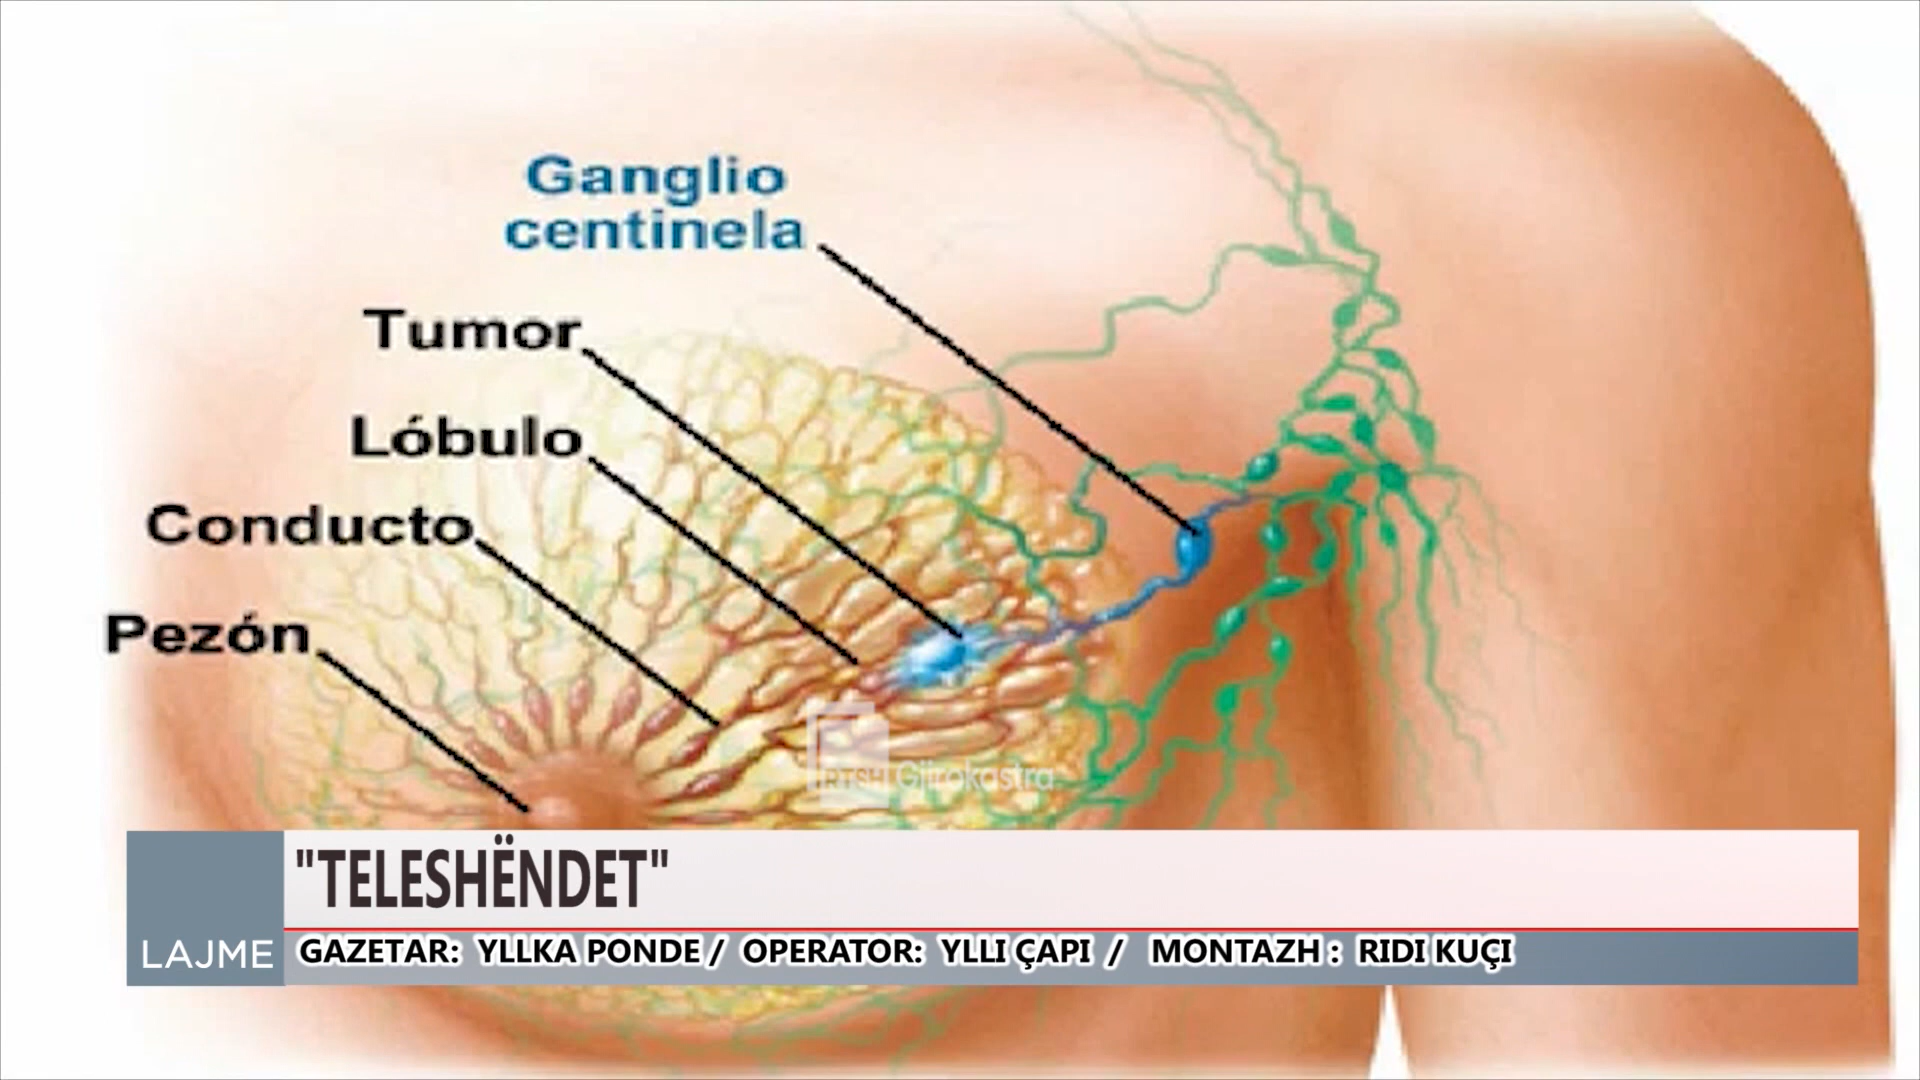 Ganglio
centinela
Tumor
Lóbulo
Conducto
Pezón
RTSH Gjirokastra
"TELESHËNDET"
LAJME
GAZETAR: YLLKA PONDE / OPERATOR: YLLI ÇAPI / MONTAZH : RIDI KUÇI